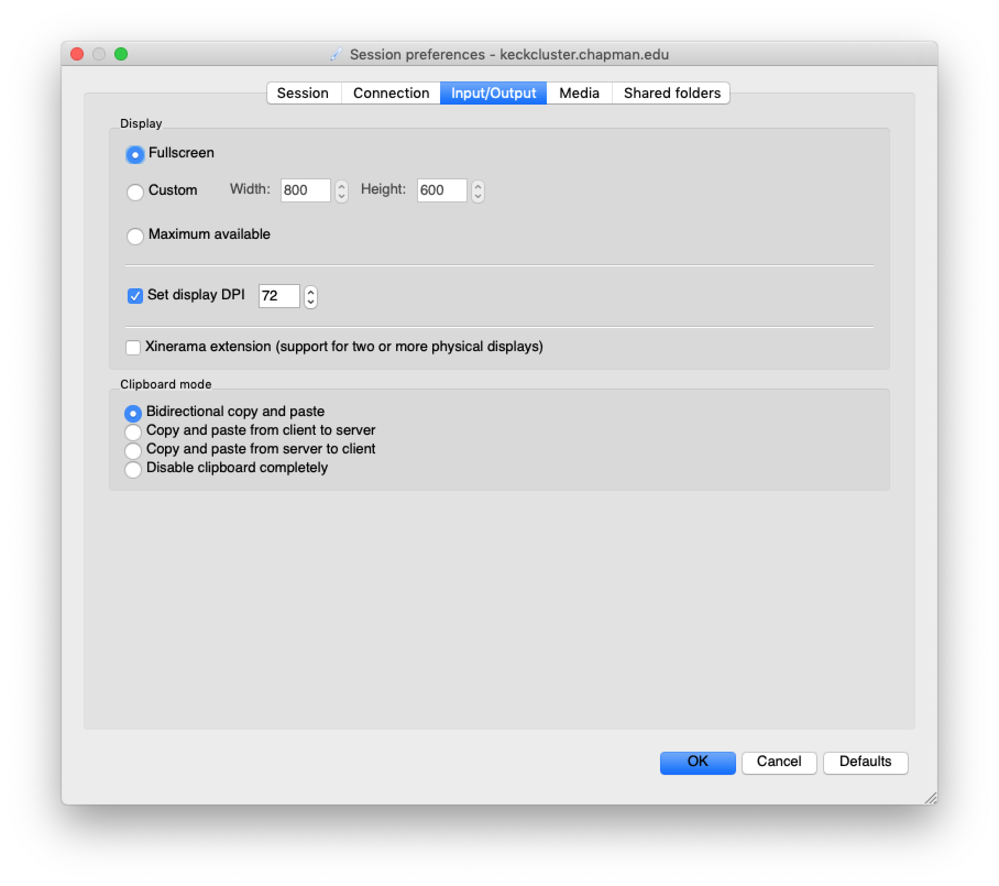 Session preferences - keckcluster.chapman.edu
Session Connection Input/Output Media Shared folders
Display
Fullscreen
Custom Width: 800 Height: 600
Maximum available
Set display DPI 72
Xinerama extension (support for two or more physical displays)
Clipboard mode
Bidirectional copy and paste
Copy and paste from client to server
Copy and paste from server to client
Disable clipboard completely
OK Cancel Defaults